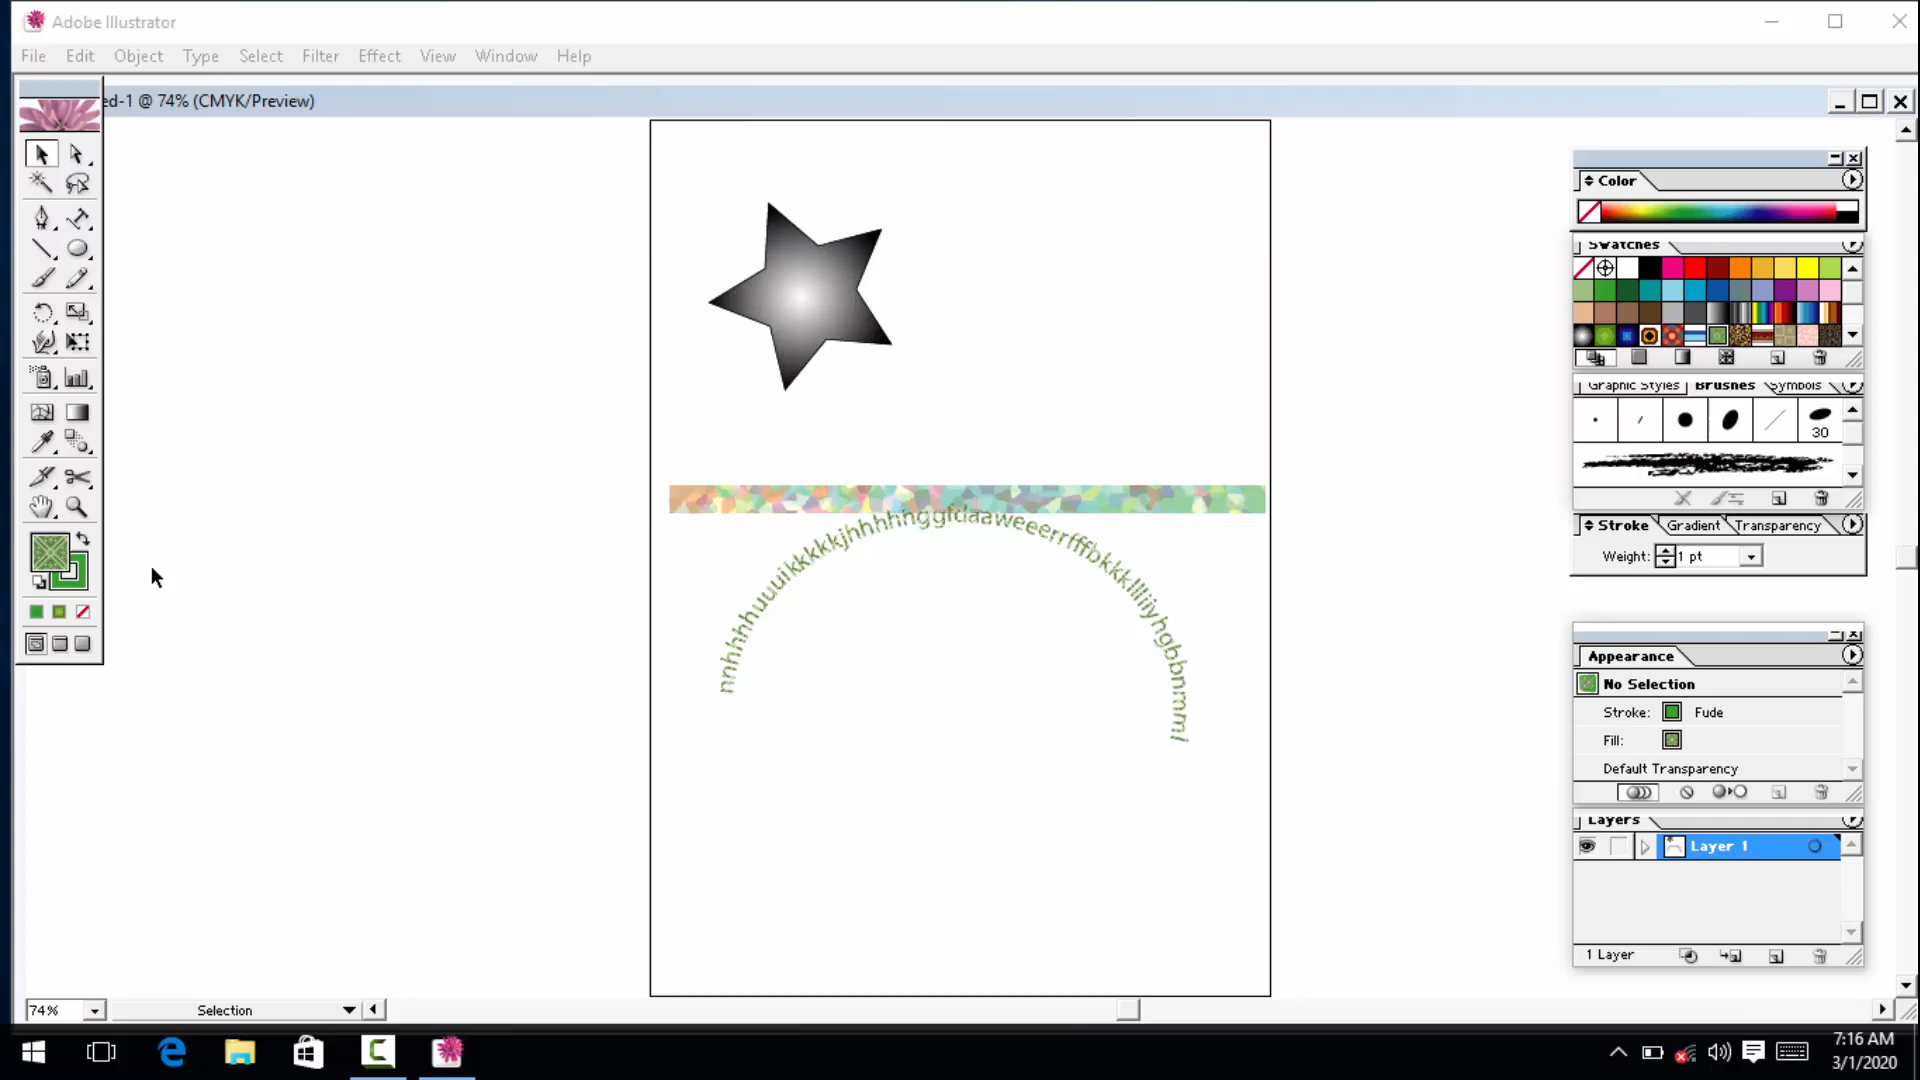 Adobe Illustrator
File Edit Object Type Select Filter Effect View Window Help
ed-1 @ 74% (CMYK/Preview)
Color
Swatches
Graphic Styles Brushes Symbols
30
Stroke Gradient Transparency
Weight: 1 pt
Appearance
No Selection
Stroke: Fude
Fill:
Default Transparency
Layers
Layer 1
1 Layer
74% Selection
7:16 AM
3/1/2020